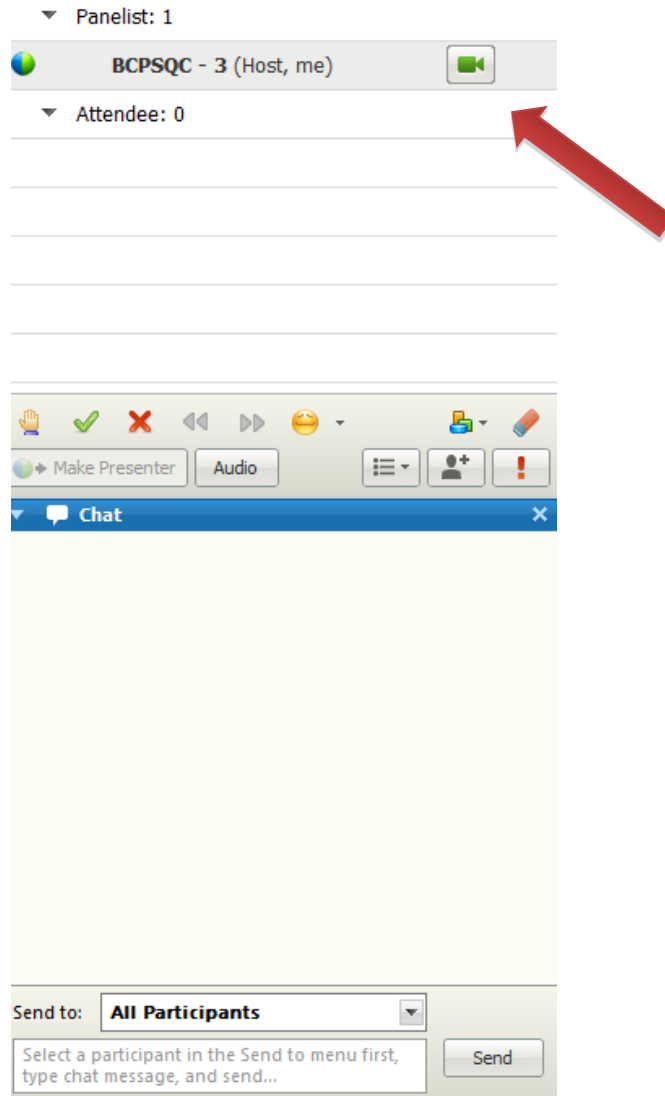 Panelist: 1
BCPSQC - 3 (Host, me)
Attendee: 0
Make Presenter
Audio
Chat
Send to: All Participants
Select a participant in the Send to menu first,
type chat message, and send...
Send